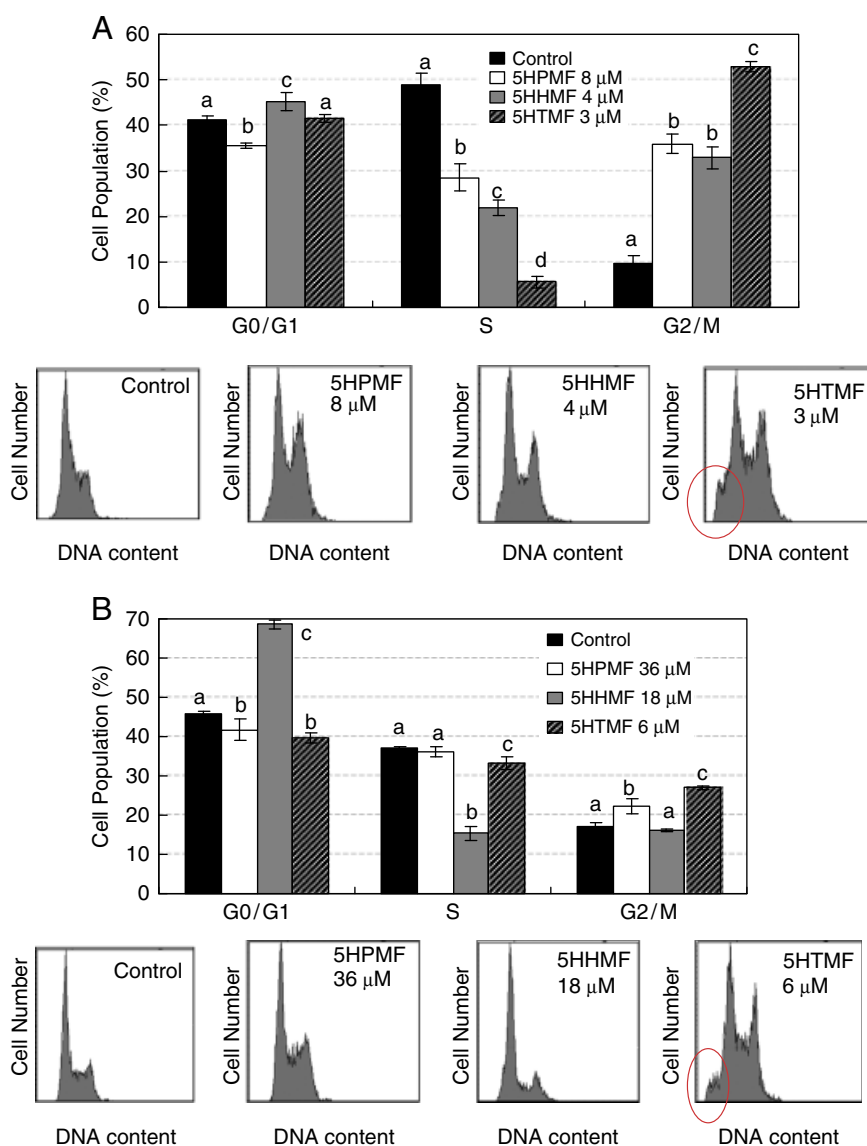 A
Cell Population (%)
60
50
40
30
20
10
0
Control
5HPMF 8 μM
5HHMF 4 μM
5HTMF 3 μM
a
b
c
a
a
b
c
d
a
b
b
c
G0/G1
S
G2/M
Cell Number
Control
DNA content
Cell Number
5HPMF
8 μM
DNA content
Cell Number
5HHMF
4 μM
DNA content
Cell Number
5HTMF
3 μM
DNA content
B
Cell Population (%)
70
60
50
40
30
20
10
0
Control
5HPMF 36 μM
5HHMF 18 μM
5HTMF 6 μM
a
b
c
b
a
a
b
c
a
b
a
c
G0/G1
S
G2/M
Cell Number
Control
DNA content
Cell Number
5HPMF
36 μM
DNA content
Cell Number
5HHMF
18 μM
DNA content
Cell Number
5HTMF
6 μM
DNA content